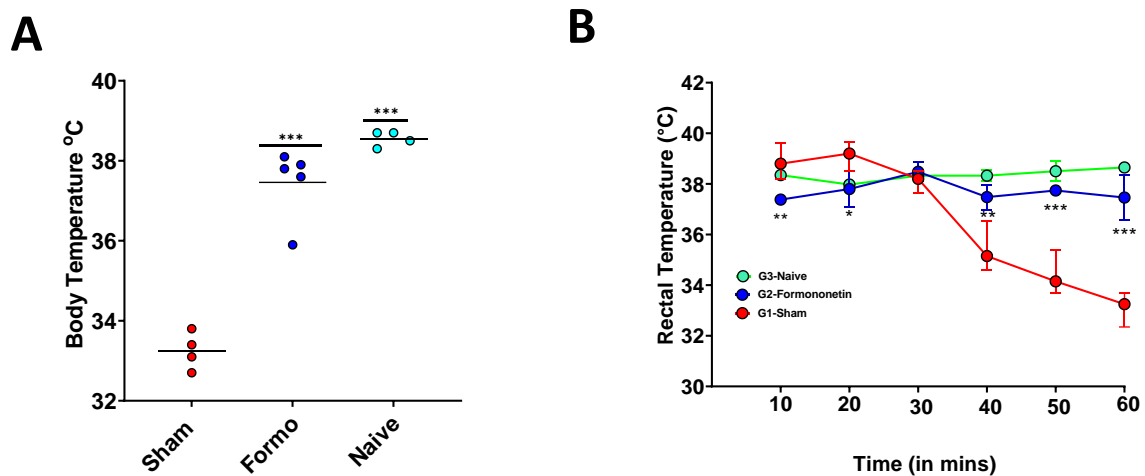 A
Body Temperature °C
40
38
36
34
32
***
***
Sham
Formo
Naive
B
Rectal Temperature (°C)
42
40
38
36
34
32
30
**
*
**
***
***
G3-Naive
G2-Formononetin
G1-Sham
10 20 30 40 50 60
Time (in mins)